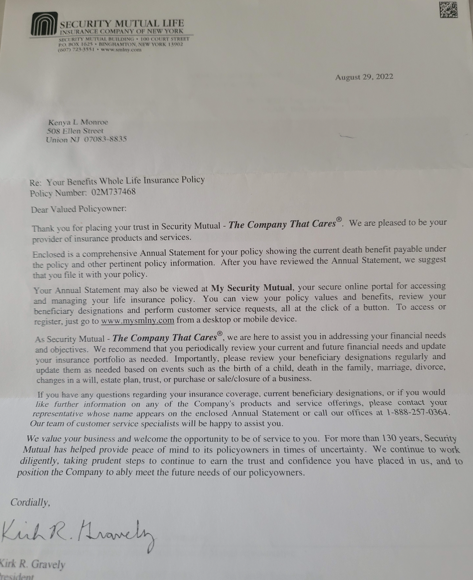 SECURITY MUTUAL LIFE
INSURANCE COMPANY OF NEW YORK
SECURITY MUTUAL BUILDING • 100 COURT STREET
PO BOX 1625 • BINGHAMTON, NEW YORK 13902
(607) 723-3551 • www.smlny.com
August 29, 2022
Kenya L Monroe
508 Ellen Street
Union NJ 07083-8835
Re: Your Benefits Whole Life Insurance Policy
Policy Number: 02M737468
Dear Valued Policyowner:
Thank you for placing your trust in Security Mutual - The Company That Cares®. We are pleased to be your
provider of insurance products and services.
Enclosed is a comprehensive Annual Statement for your policy showing the current death benefit payable under
the policy and other pertinent policy information. After you have reviewed the Annual Statement, we suggest
that you file it with your policy.
Your Annual Statement may also be viewed at My Security Mutual, your secure online portal for accessing
and managing your life insurance policy. You can view your policy values and benefits, review your
beneficiary designations and perform customer service requests, all at the click of a button. To access or
register, just go to www.mysmlny.com from a desktop or mobile device.
As Security Mutual - The Company That Cares®, we are here to assist you in addressing your financial needs
and objectives. We recommend that you periodically review your current and future financial needs and update
your insurance portfolio as needed. Importantly, please review your beneficiary designations regularly and
update them as needed based on events such as the birth of a child, death in the family, marriage, divorce,
changes in a will, estate plan, trust, or purchase or sale/closure of a business.
If you have any questions regarding your insurance coverage, current beneficiary designations, or if you would
like further information on any of the Company's products and service offerings, please contact your
representative whose name appears on the enclosed Annual Statement or call our offices at 1-888-257-0364.
Our team of customer service specialists will be happy to assist you.
We value your business and welcome the opportunity to be of service to you. For more than 130 years, Security
Mutual has helped provide peace of mind to its policyowners in times of uncertainty. We continue to work
diligently, taking prudent steps to continue to earn the trust and confidence you have placed in us, and to
position the Company to ably meet the future needs of our policyowners.
Cordially,
Kirk R. Gravely
Kirk R. Gravely
President